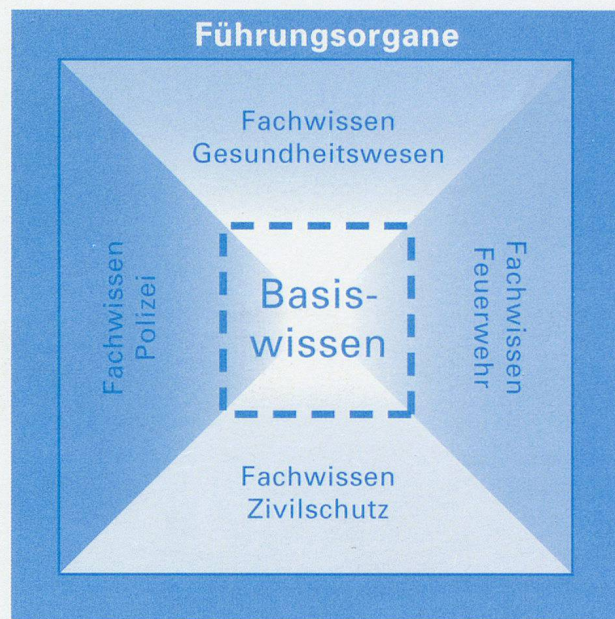 Führungsorgane
Fachwissen
Gesundheitswesen
Fachwissen
Polizei
Basis-
wissen
Fachwissen
Feuerwehr
Fachwissen
Zivilschutz